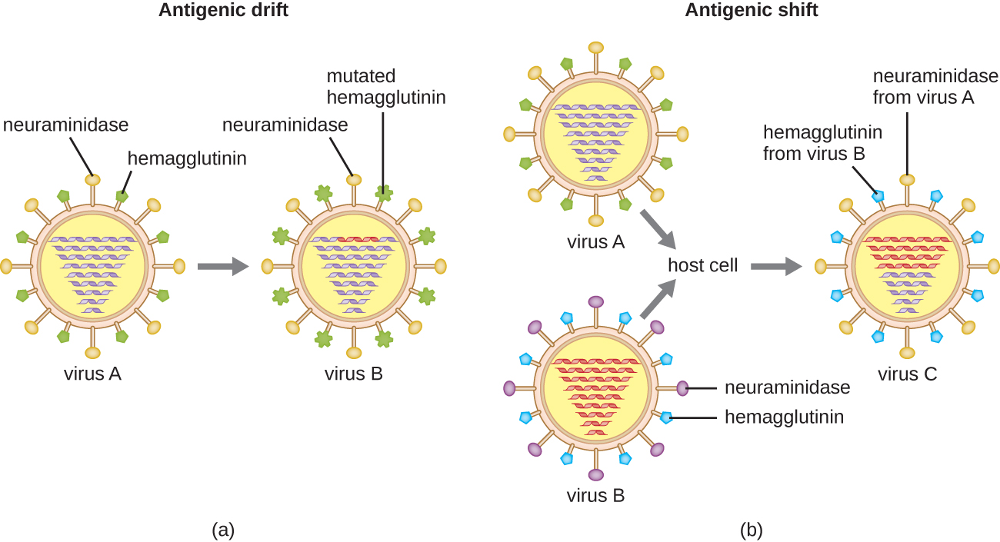 Antigenic drift
neuraminidase
hemagglutinin
virus A
neuraminidase
mutated
hemagglutinin
virus B
(a)
Antigenic shift
virus A
host cell
virus B
neuraminidase
hemagglutinin
hemagglutinin
from virus B
neuraminidase
from virus A
virus C
(b)